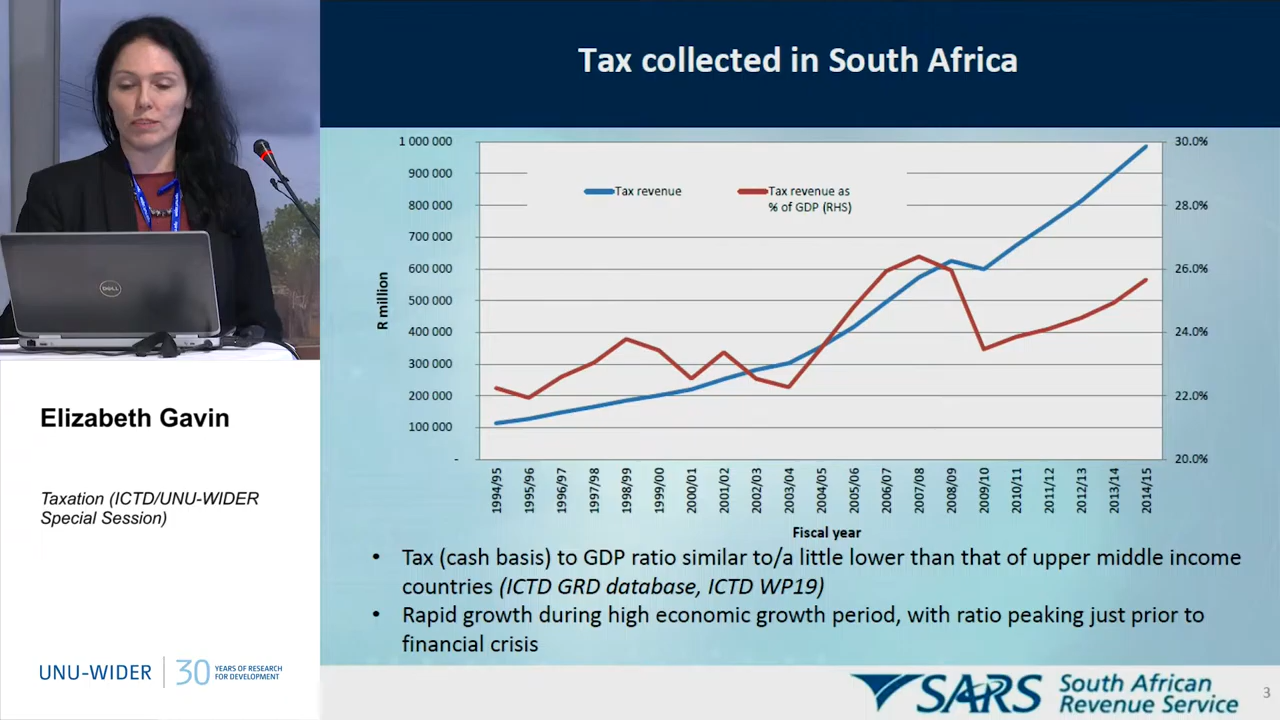 Tax collected in South Africa
1 000 000
900 000
800 000
700 000
600 000
500 000
400 000
300 000
200 000
100 000
-
R million
Tax revenue
Tax revenue as
% of GDP (RHS)
30.0%
28.0%
26.0%
24.0%
22.0%
20.0%
1994/95
1995/96
1996/97
1997/98
1998/99
1999/00
2000/01
2001/02
2002/03
2003/04
2004/05
2005/06
2006/07
2007/08
2008/09
2009/10
2010/11
2011/12
2012/13
2013/14
2014/15
Fiscal year
• Tax (cash basis) to GDP ratio similar to/a little lower than that of upper middle income
countries (ICTD GRD database, ICTD WP19)
• Rapid growth during high economic growth period, with ratio peaking just prior to
financial crisis
SARS
South African
Revenue Service
3
DELL
Elizabeth Gavin
Taxation (ICTD/UNU-WIDER
Special Session)
UNU-WIDER
30
YEARS OF RESEARCH
FOR DEVELOPMENT